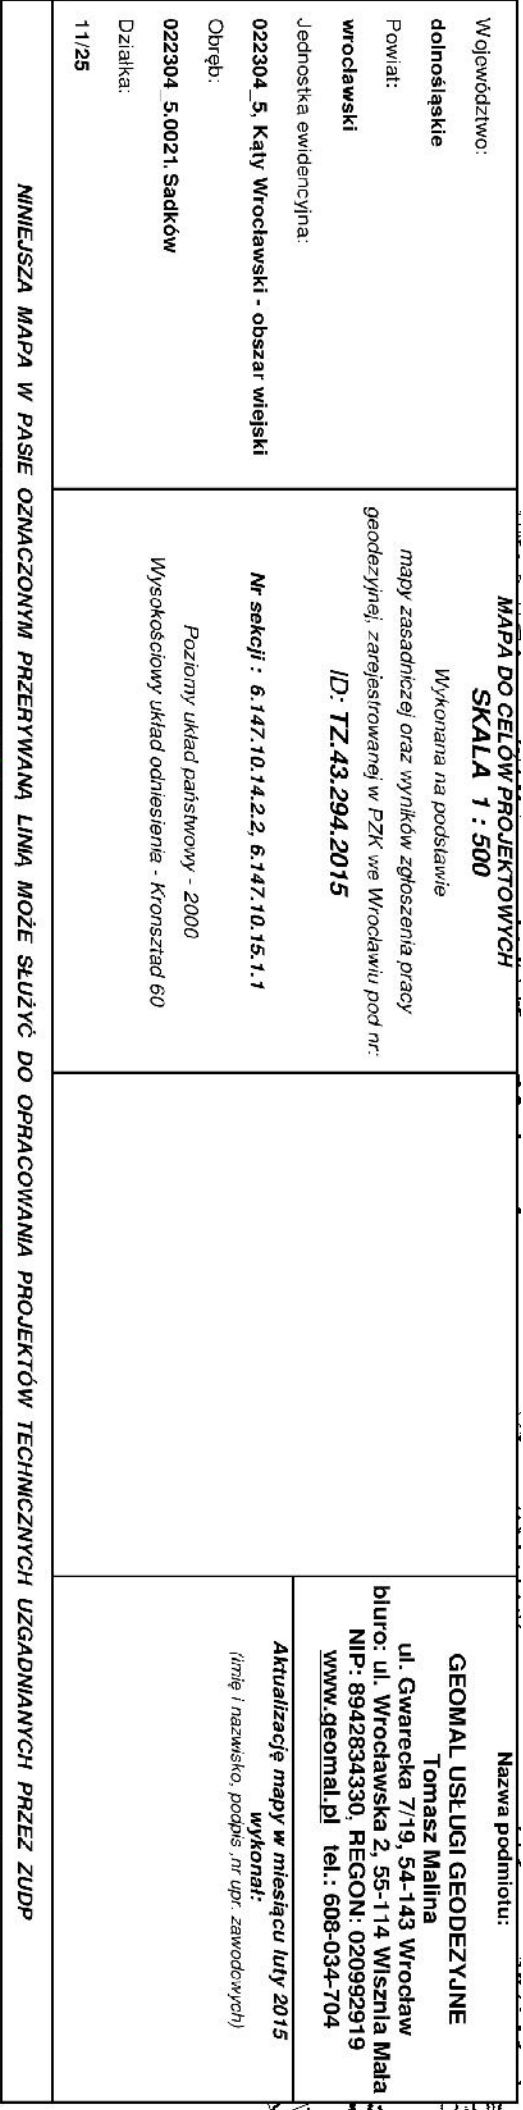 Województwo:
dolnośląskie
Powiat:
wrocławski
Jednostka ewidencyjna:
022304_5, Kąty Wrocławski - obszar wiejski
Obręb:
022304_5.0021. Sadków
Działka:
11/25
MAPA DO CELÓW PROJEKTOWYCH
SKALA 1 : 500
Wykonana na podstawie
mapy zasadniczej oraz wyników zgłoszenia pracy
geodezyjnej, zarejestrowanej w PZK we Wrocławiu pod nr:
ID: TZ.43.294.2015
Nr sekcji : 6.147.10.14.2.2, 6.147.10.15.1.1
Poziomy układ państwowy - 2000
Wysokościowy układ odniesienia - Kronsztad 60
Nazwa podmiotu:
GEOMAL USŁUGI GEODEZYJNE
Tomasz Malina
ul. Gwarecka 7/19, 54-143 Wrocław
biuro: ul. Wrocławska 2, 55-114 Wisznia Mała
NIP: 8942834330, REGON: 020992919
www.geomal.pl tel.: 608-034-704
Aktualizację mapy w miesiącu luty 2015
wykonał:
(imię i nazwisko, podpis ,nr upr. zawodowych)
NINIEJSZA MAPA W PASIE OZNACZONYM PRZERYWANĄ LINIĄ MOŻE SŁUŻYĆ DO OPRACOWANIA PROJEKTÓW TECHNICZNYCH UZGADNIANYCH PRZEZ ZUDP